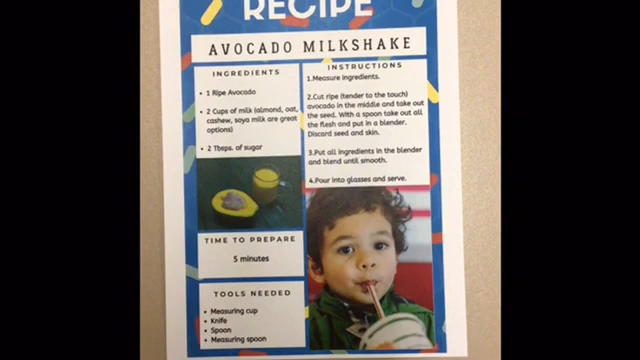 RECIPE
AVOCADO MILKSHAKE
INGREDIENTS
• 1 Ripe Avocado
• 2 Cups of milk (almond, oat,
cashew, soya milk are great
options)
• 2 Tbsps. of sugar
TIME TO PREPARE
5 minutes
TOOLS NEEDED
• Measuring cup
• Knife
• Spoon
• Measuring spoon
INSTRUCTIONS
1.Measure ingredients.
2.Cut ripe (tender to the touch)
avocado in the middle and take out
the seed. With a spoon take out all
the flesh and put in a blender.
Discard seed and skin.
3.Put all ingredients in the blender
and blend until smooth.
4.Pour into glasses and serve.